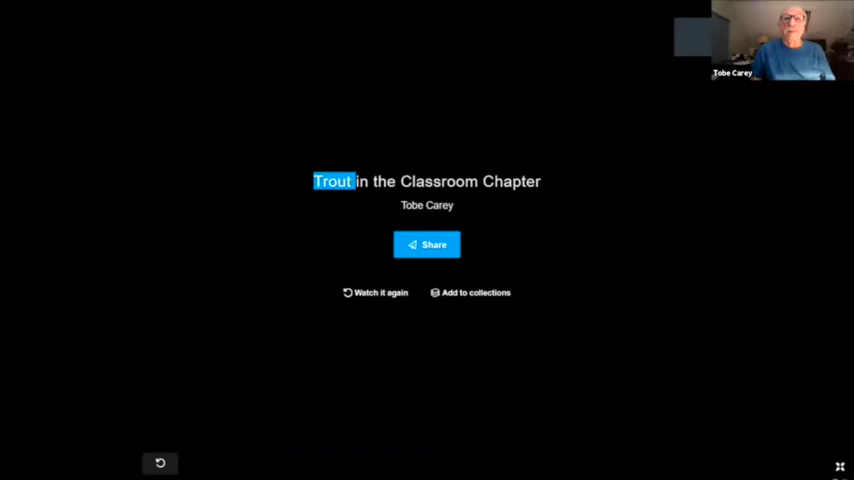 Tobe Carey
Trout in the Classroom Chapter
Tobe Carey
Share
Watch it again Add to collections